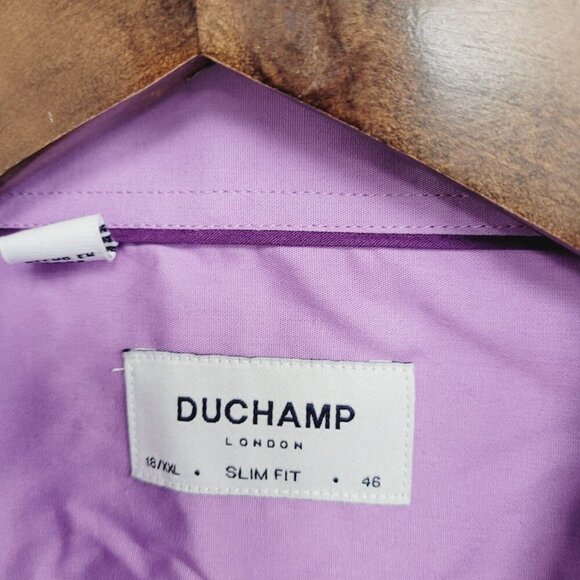 DUCHAMP
LONDON
18/XXL • SLIM FIT • 46